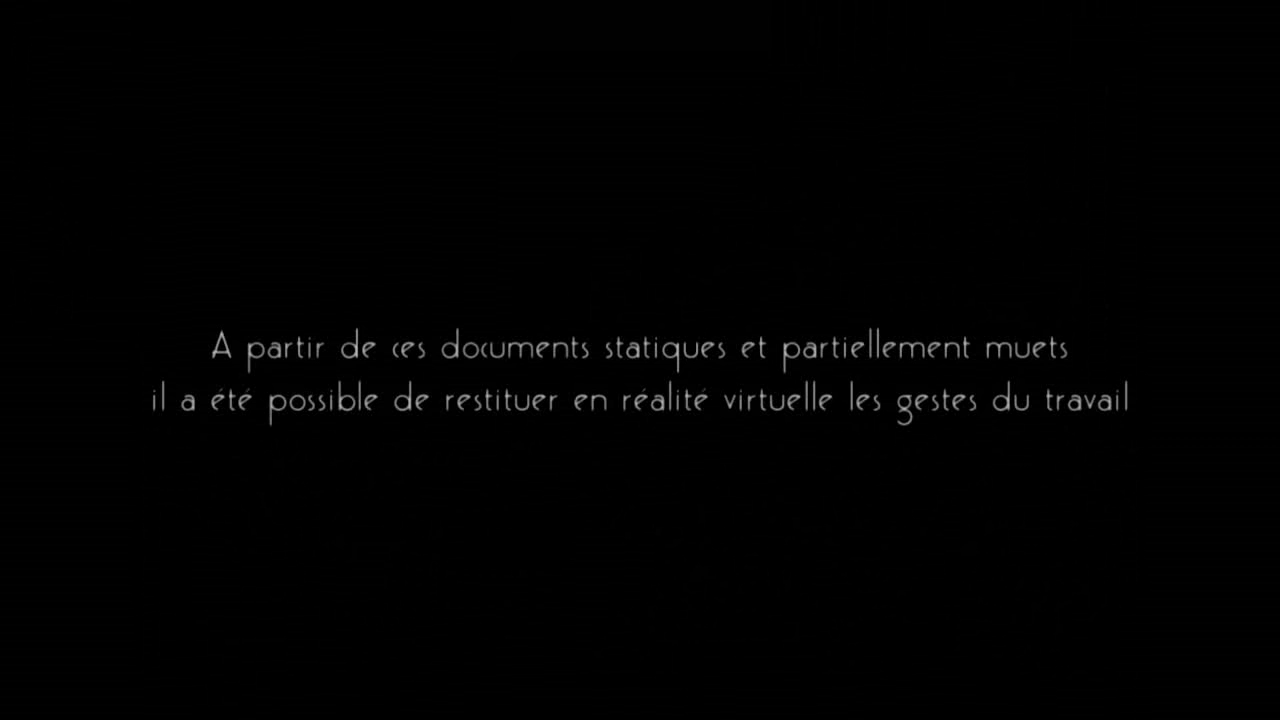 A partir de ces documents statiques et partiellement muets
il a été possible de restituer en réalité virtuelle les gestes du travail